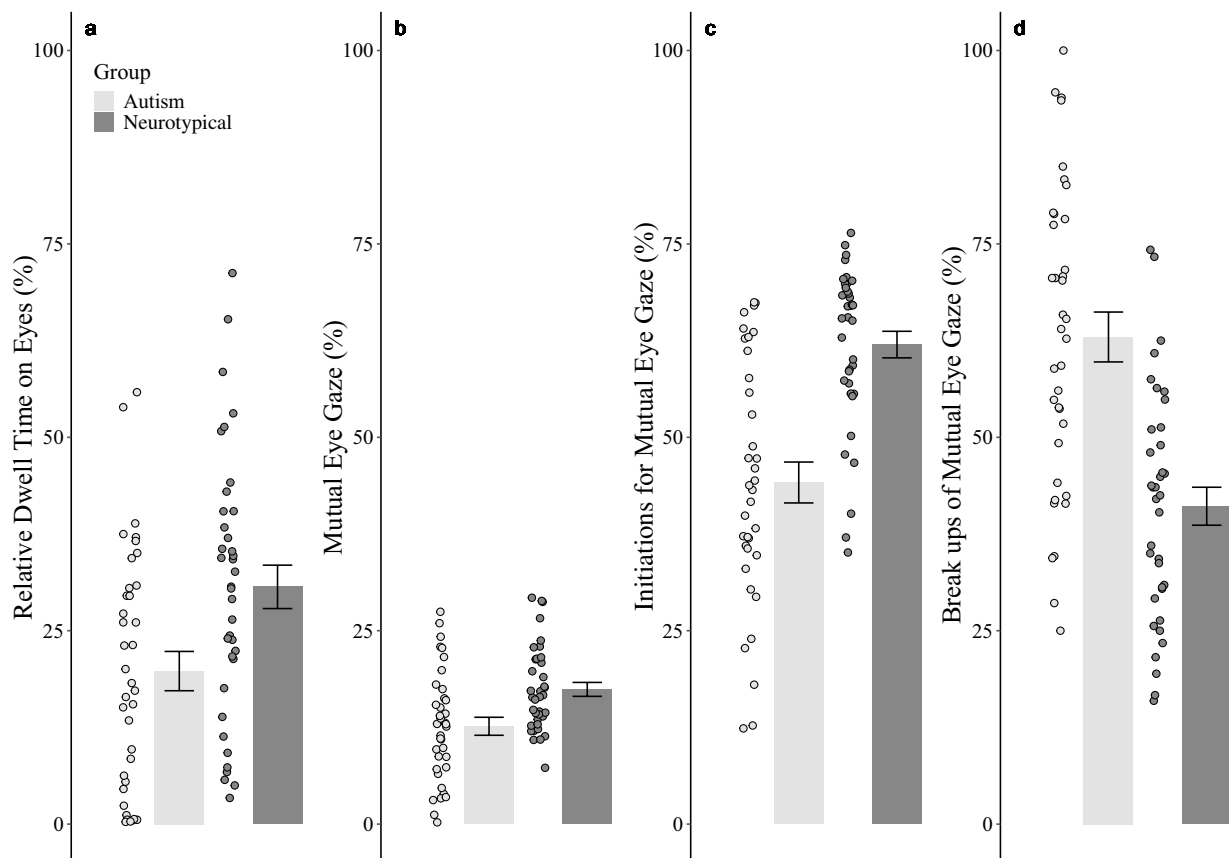 a
Group
Autism
Neurotypical
Relative Dwell Time on Eyes (%)
100
75
50
25
0
b
Mutual Eye Gaze (%)
100
75
50
25
0
c
Initiations for Mutual Eye Gaze (%)
100
75
50
25
0
d
Break ups of Mutual Eye Gaze (%)
100
75
50
25
0